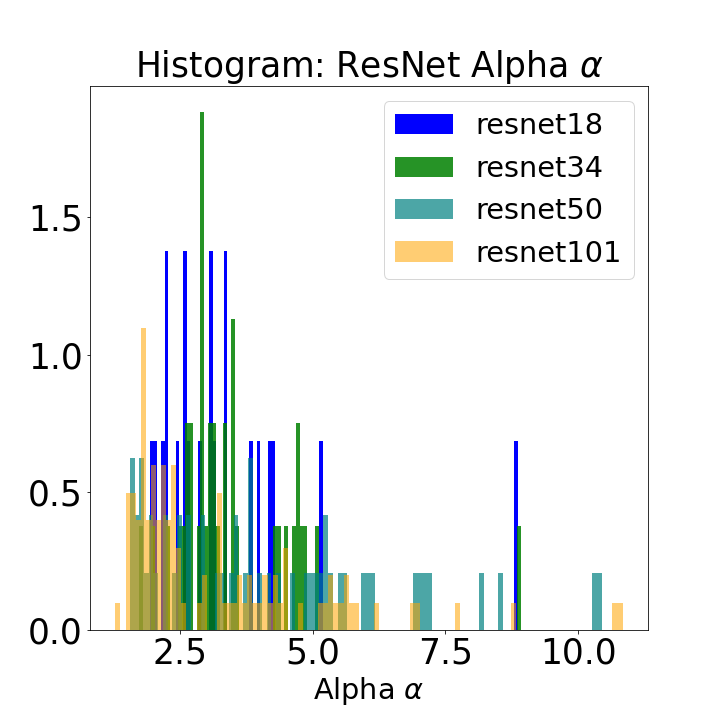 Histogram: ResNet Alpha α
resnet18
resnet34
resnet50
resnet101
1.5
1.0
0.5
0.0
2.5 5.0 7.5 10.0
Alpha α